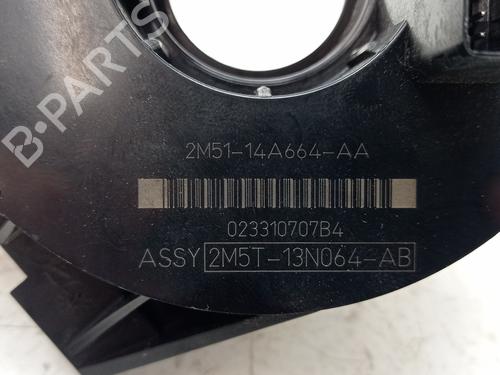 B-PARTS
2M51-14A664-AA
023310707B4
ASSY 2M5T-13N064-AB